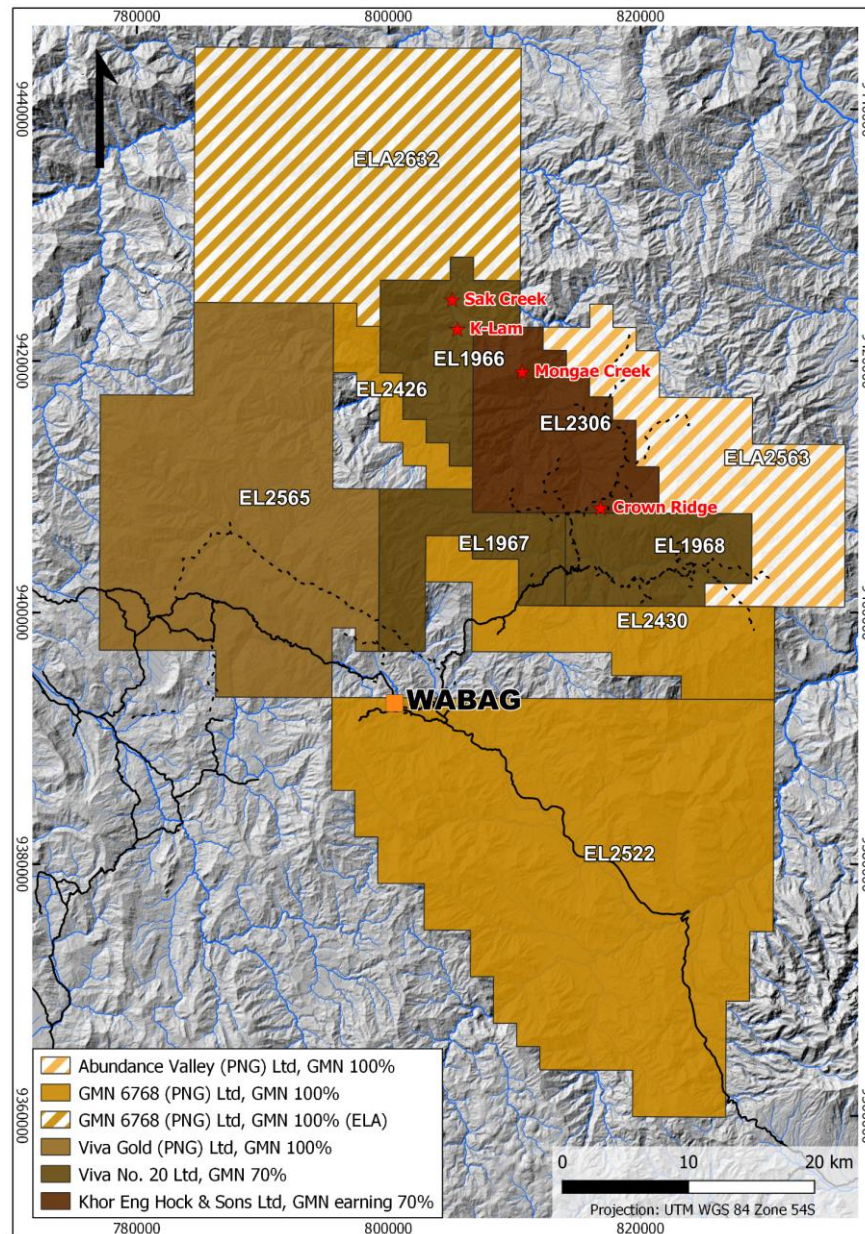 780000 800000 820000
9440000
ELA2632
Sak Creek
K-Lam
9420000
EL1966
Mongae Creek
EL2426
EL2306
ELA2563
EL2565
Crown Ridge
EL1967
EL1968
9400000
EL2430
WABAG
EL2522
9380000
9360000
Abundance Valley (PNG) Ltd, GMN 100%
GMN 6768 (PNG) Ltd, GMN 100%
GMN 6768 (PNG) Ltd, GMN 100% (ELA)
Viva Gold (PNG) Ltd, GMN 100%
Viva No. 20 Ltd, GMN 70%
Khor Eng Hock & Sons Ltd, GMN earning 70%
0 10 20 km
Projection: UTM WGS 84 Zone 54S
780000 800000 820000